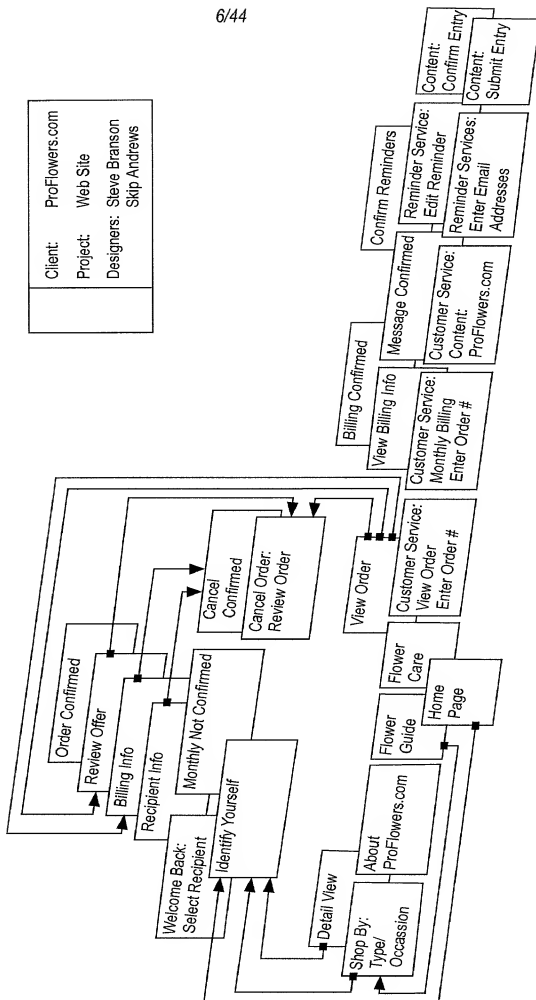 6/44
Client: ProFlowers.com
Project: Web Site
Designers: Steve Branson
Skip Andrews
Order Confirmed
Review Offer
Billing Info
Recipient Info
Monthly Not Confirmed
Welcome Back:
Select Recipient
Identify Yourself
Cancel
Confirmed
Cancel Order:
Review Order
Detail View
Shop By:
Type/
Occassion
About
ProFlowers.com
Flower
Guide
Home
Page
Flower
Care
View Order
Customer Service:
View Order
Enter Order #
Billing Confirmed
View Billing Info
Customer Service:
Monthly Billing
Enter Order #
Message Confirmed
Customer Service:
Content:
ProFlowers.com
Confirm Reminders
Reminder Service:
Edit Reminder
Reminder Services:
Enter Email
Addresses
Content:
Confirm Entry
Content:
Submit Entry